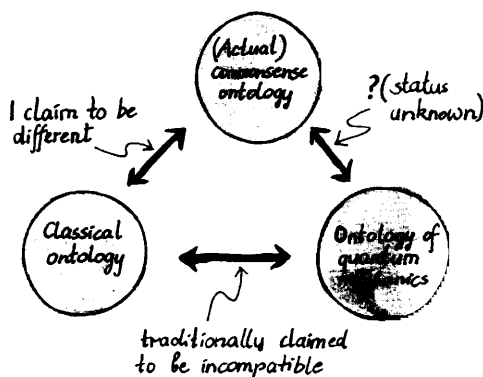 (Actual)
commonsense
ontology
?(status
unknown)
I claim to be
different
Classical
ontology
Ontology of
quantum
mechanics
traditionally claimed
to be incompatible